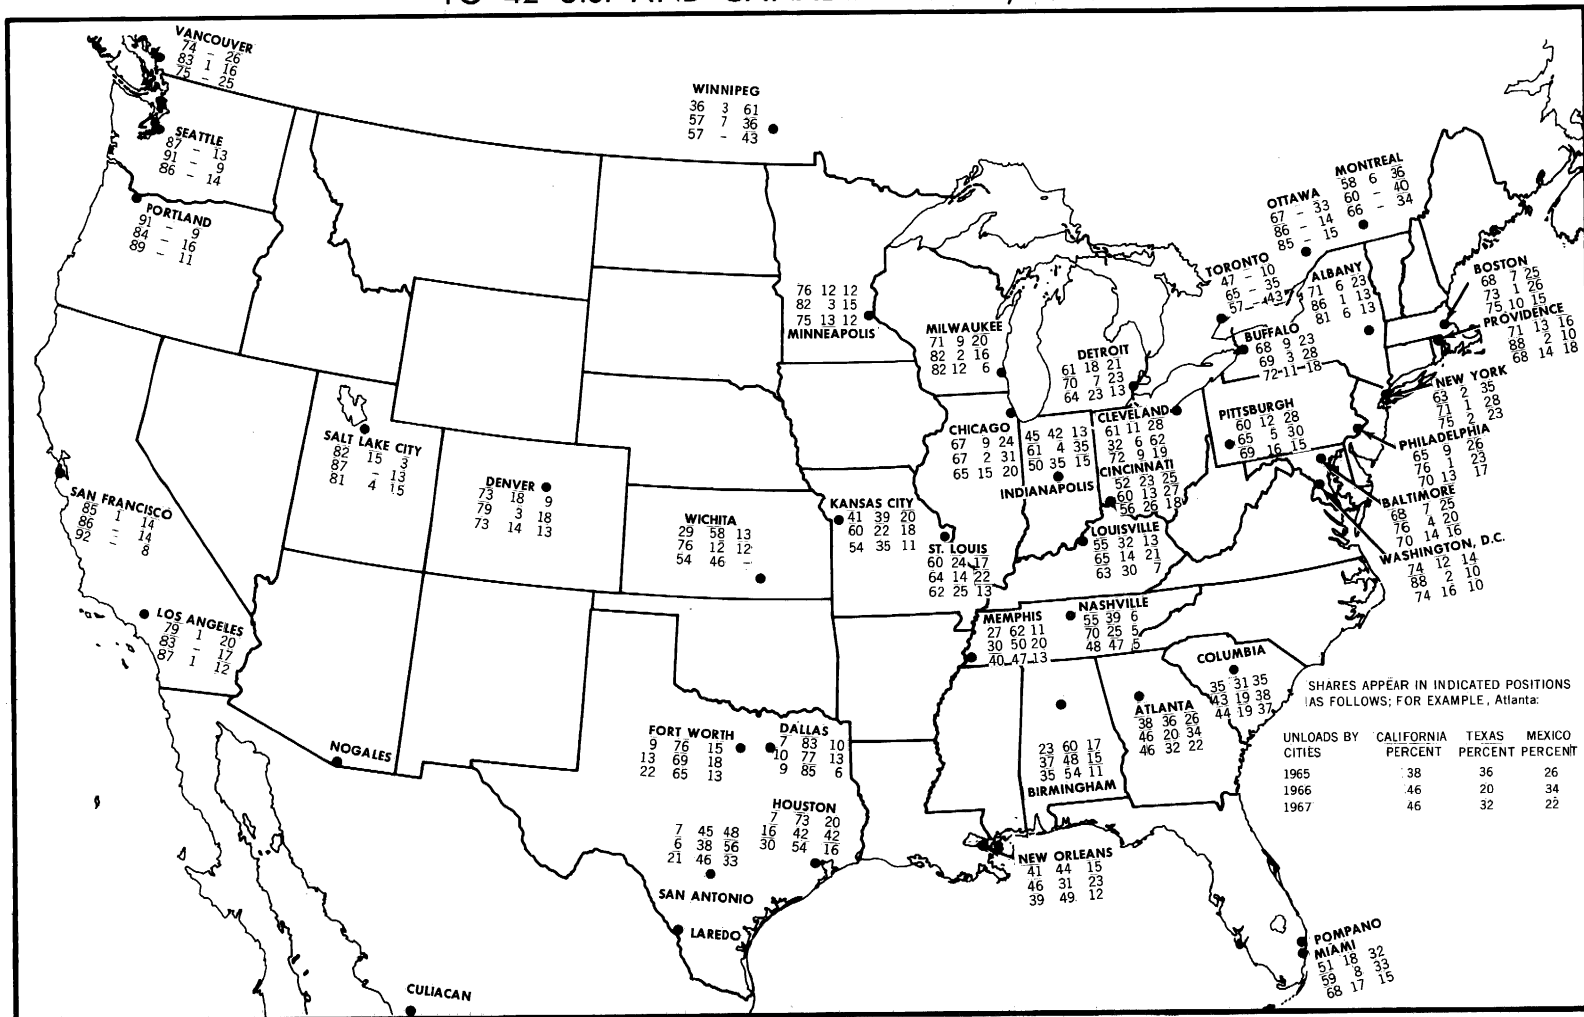 VANCOUVER
74 – 26
83 1 16
75 – 25
WINNIPEG
36 3 61
57 7 36
57 – 43
SEATTLE
87 – 13
91 – 9
86 – 14
PORTLAND
91 – 9
84 – 16
89 – 11
MONTREAL
58 6 36
60 – 40
66 – 34
OTTAWA
67 – 33
86 – 14
85 – 15
TORONTO
47 – 10
65 – 35
57 – 43
ALBANY
71 6 23
86 1 13
81 6 13
BOSTON
68 7 25
73 1 26
75 10 15
PROVIDENCE
71 13 16
88 2 10
68 14 18
BUFFALO
68 9 23
69 3 28
72 11 18
76 12 12
82 3 15
75 13 12
MINNEAPOLIS
MILWAUKEE
71 9 20
82 2 16
82 12 6
DETROIT
61 18 21
70 7 23
64 23 13
NEW YORK
63 2 35
71 1 28
75 2 23
PITTSBURGH
60 12 28
65 5 30
69 16 15
CLEVELAND
61 11 28
32 6 62
72 9 19
CHICAGO
67 9 24
67 2 31
65 15 20
45 42 13
61 4 35
50 35 15
INDIANAPOLIS
PHILADELPHIA
65 9 26
76 1 23
70 13 17
SALT LAKE CITY
82 15 3
87 – 13
81 4 15
CINCINNATI
52 23 25
60 13 27
56 26 18
DENVER
73 18 9
79 3 18
73 14 13
BALTIMORE
68 7 25
76 4 20
70 14 16
SAN FRANCISCO
85 1 14
86 – 14
92 – 8
WICHITA
29 58 13
76 12 12
54 46 –
KANSAS CITY
41 39 20
60 22 18
54 35 11
ST. LOUIS
60 24 17
64 14 22
62 25 13
LOUISVILLE
55 32 13
65 14 21
63 30 7
WASHINGTON, D.C.
74 12 14
88 2 10
74 16 10
LOS ANGELES
79 1 20
83 – 17
87 1 12
MEMPHIS
27 62 11
30 50 20
40 47 13
NASHVILLE
55 39 6
70 25 5
48 47 5
COLUMBIA
35 31 35
43 19 38
44 19 37
ATLANTA
38 36 26
46 20 34
46 32 22
SHARES APPEAR IN INDICATED POSITIONS
AS FOLLOWS; FOR EXAMPLE, Atlanta:
UNLOADS BY CALIFORNIA TEXAS MEXICO
CITIES PERCENT PERCENT PERCENT
1965 38 36 26
1966 46 20 34
1967 46 32 22
NOGALES
FORT WORTH
9 76 15
13 69 18
22 65 13
DALLAS
7 83 10
10 77 13
9 85 6
23 60 17
37 48 15
35 54 11
BIRMINGHAM
HOUSTON
7 73 20
16 42 42
30 54 16
7 45 48
6 38 56
21 46 33
SAN ANTONIO
NEW ORLEANS
41 44 15
46 31 23
39 49 12
LAREDO
CULIACAN
POMPANO
MIAMI
51 18 32
59 8 33
68 17 15